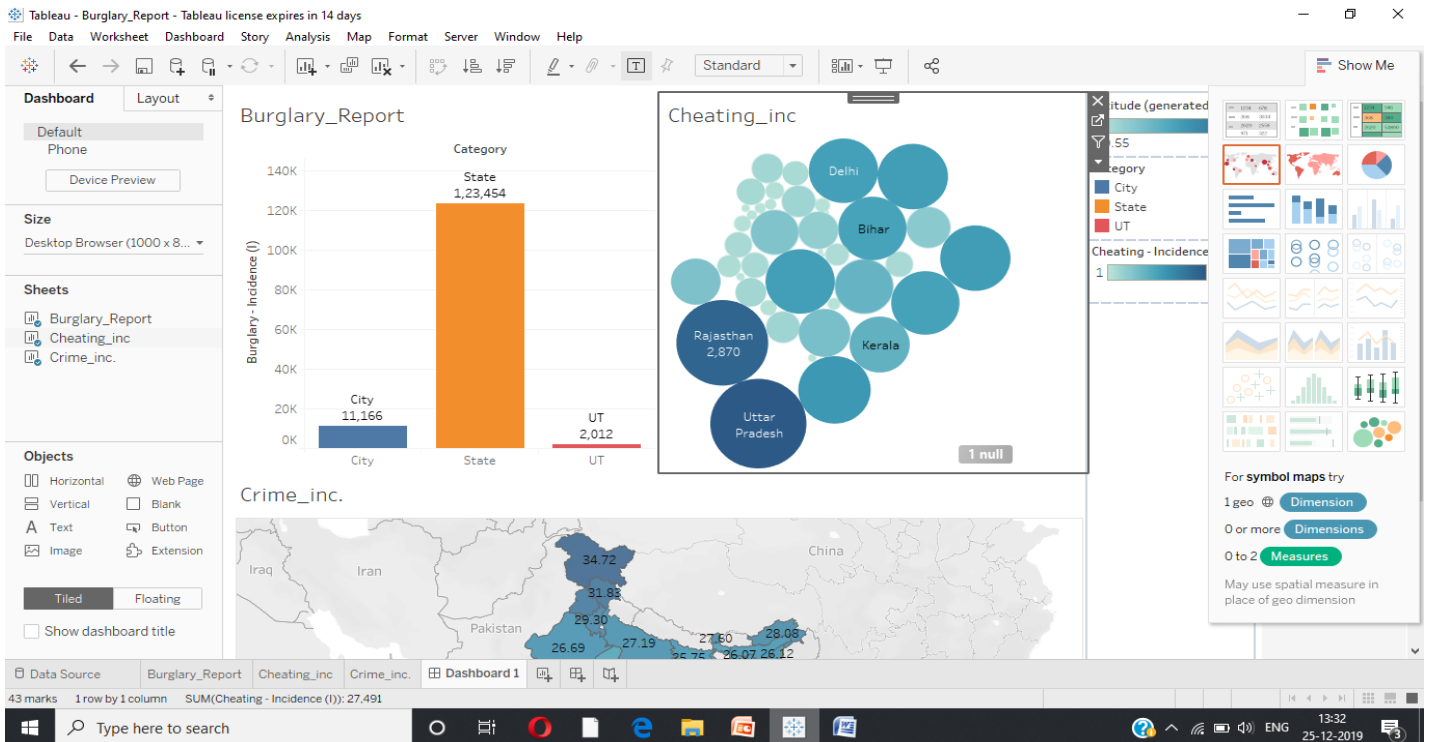 Tableau - Burglary_Report - Tableau license expires in 14 days
File Data Worksheet Dashboard Story Analysis Map Format Server Window Help
Standard
Show Me
Dashboard Layout
Default
Phone
Device Preview
Size
Desktop Browser (1000 x 8...
Sheets
Burglary_Report
Cheating_inc
Crime_inc.
Objects
Horizontal Web Page
Vertical Blank
Text Button
Image Extension
Tiled Floating
Show dashboard title
Burglary_Report
Category
140K
120K
100K
80K
60K
40K
20K
0K
Burglary - Incidence (I)
State
1,23,454
City
11,166
UT
2,012
City State UT
Cheating_inc
Delhi
Bihar
Rajasthan
2,870
Kerala
Uttar
Pradesh
1 null
itude (generated
.55
tegory
City
State
UT
Cheating - Incidence
1
Crime_inc.
Iraq
Iran
Pakistan
China
34.72
31.83
29.30
26.69
27.19
27.60
28.08
25.75
26.07
26.12
For symbol maps try
1 geo Dimension
0 or more Dimensions
0 to 2 Measures
May use spatial measure in
place of geo dimension
Data Source Burglary_Report Cheating_inc Crime_inc. Dashboard 1
43 marks 1 row by 1 column SUM(Cheating - Incidence (I)): 27,491
Type here to search
ENG
13:32
25-12-2019
3